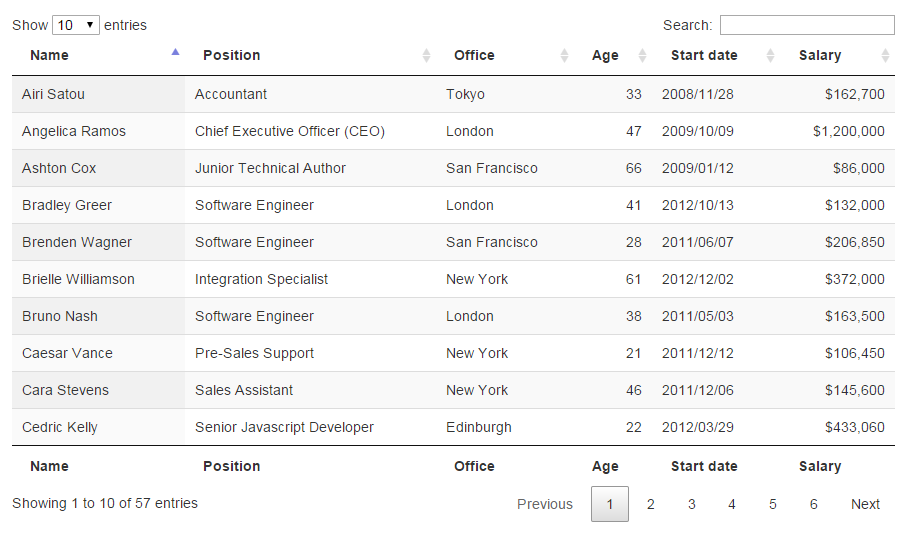 Show 10 entries Search:
Name Position Office Age Start date Salary
Airi Satou Accountant Tokyo 33 2008/11/28 $162,700
Angelica Ramos Chief Executive Officer (CEO) London 47 2009/10/09 $1,200,000
Ashton Cox Junior Technical Author San Francisco 66 2009/01/12 $86,000
Bradley Greer Software Engineer London 41 2012/10/13 $132,000
Brenden Wagner Software Engineer San Francisco 28 2011/06/07 $206,850
Brielle Williamson Integration Specialist New York 61 2012/12/02 $372,000
Bruno Nash Software Engineer London 38 2011/05/03 $163,500
Caesar Vance Pre-Sales Support New York 21 2011/12/12 $106,450
Cara Stevens Sales Assistant New York 46 2011/12/06 $145,600
Cedric Kelly Senior Javascript Developer Edinburgh 22 2012/03/29 $433,060
Name Position Office Age Start date Salary
Showing 1 to 10 of 57 entries Previous 1 2 3 4 5 6 Next